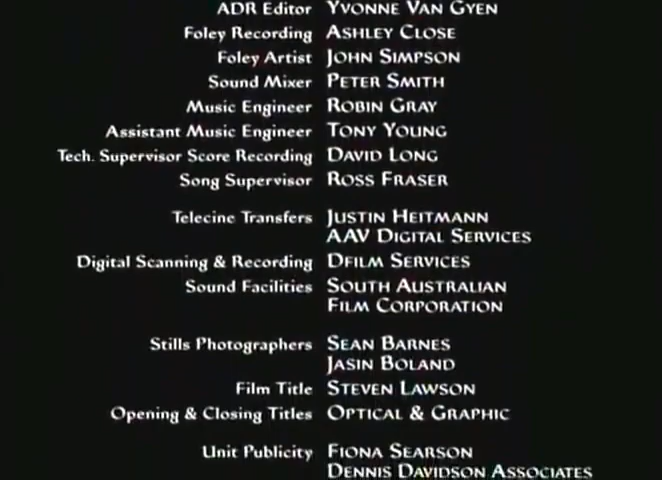 ADR Editor YVONNE VAN GYEN
Foley Recording ASHLEY CLOSE
Foley Artist JOHN SIMPSON
Sound Mixer PETER SMITH
Music Engineer ROBIN GRAY
Assistant Music Engineer TONY YOUNG
Tech. Supervisor Score Recording DAVID LONG
Song Supervisor ROSS FRASER
Telecine Transfers JUSTIN HEITMANN
AAV DIGITAL SERVICES
Digital Scanning & Recording DFILM SERVICES
Sound Facilities SOUTH AUSTRALIAN
FILM CORPORATION
Stills Photographers SEAN BARNES
JASIN BOLAND
Film Title STEVEN LAWSON
Opening & Closing Titles OPTICAL & GRAPHIC
Unit Publicity FIONA SEARSON
DENNIS DAVIDSON ASSOCIATES